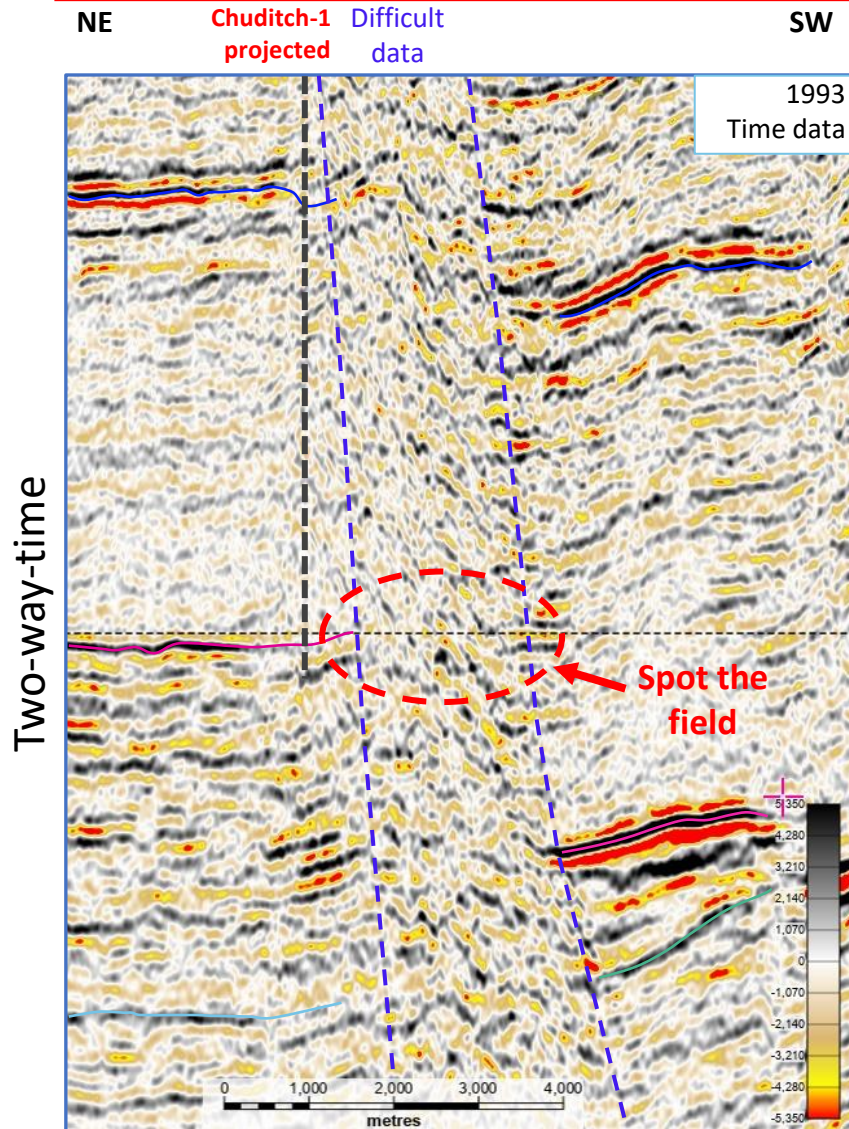 NE
Chuditch-1
projected
Difficult
data
SW
1993
Time data
Two-way-time
Spot the
field
5,350
4,280
3,210
2,140
1,070
0
-1,070
-2,140
-3,210
-4,280
-5,350
0 1,000 2,000 3,000 4,000
metres